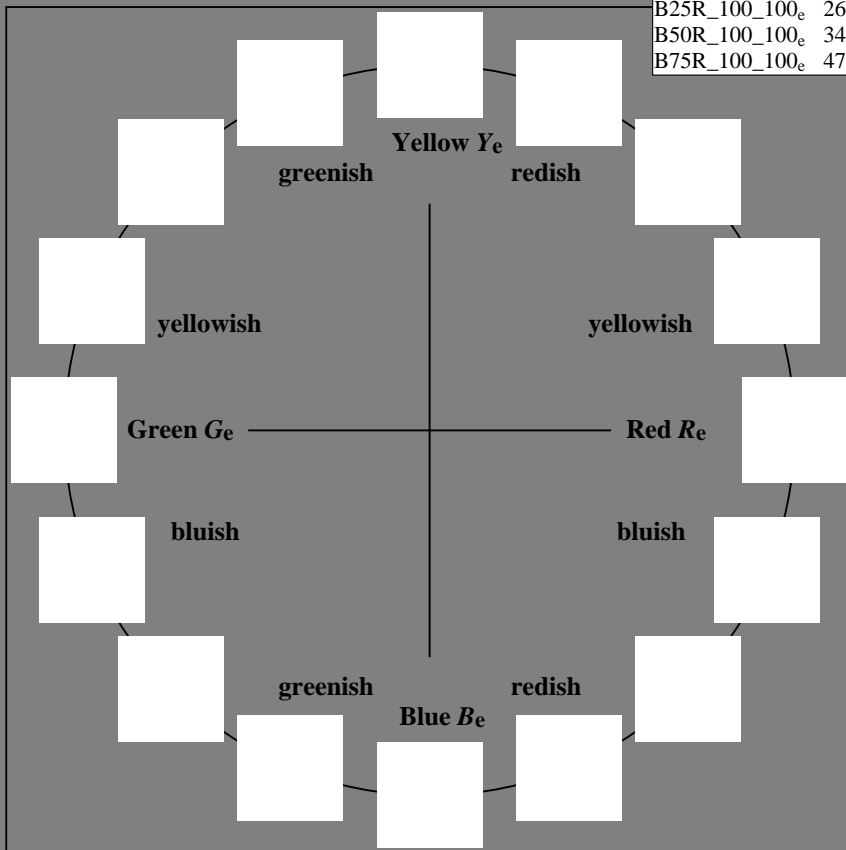 B25R_100_100e 26
B50R_100_100e 34
B75R_100_100e 47
Yellow Ye
greenish redish
yellowish yellowish
Green Ge Red Re
bluish bluish
greenish redish
Blue Be